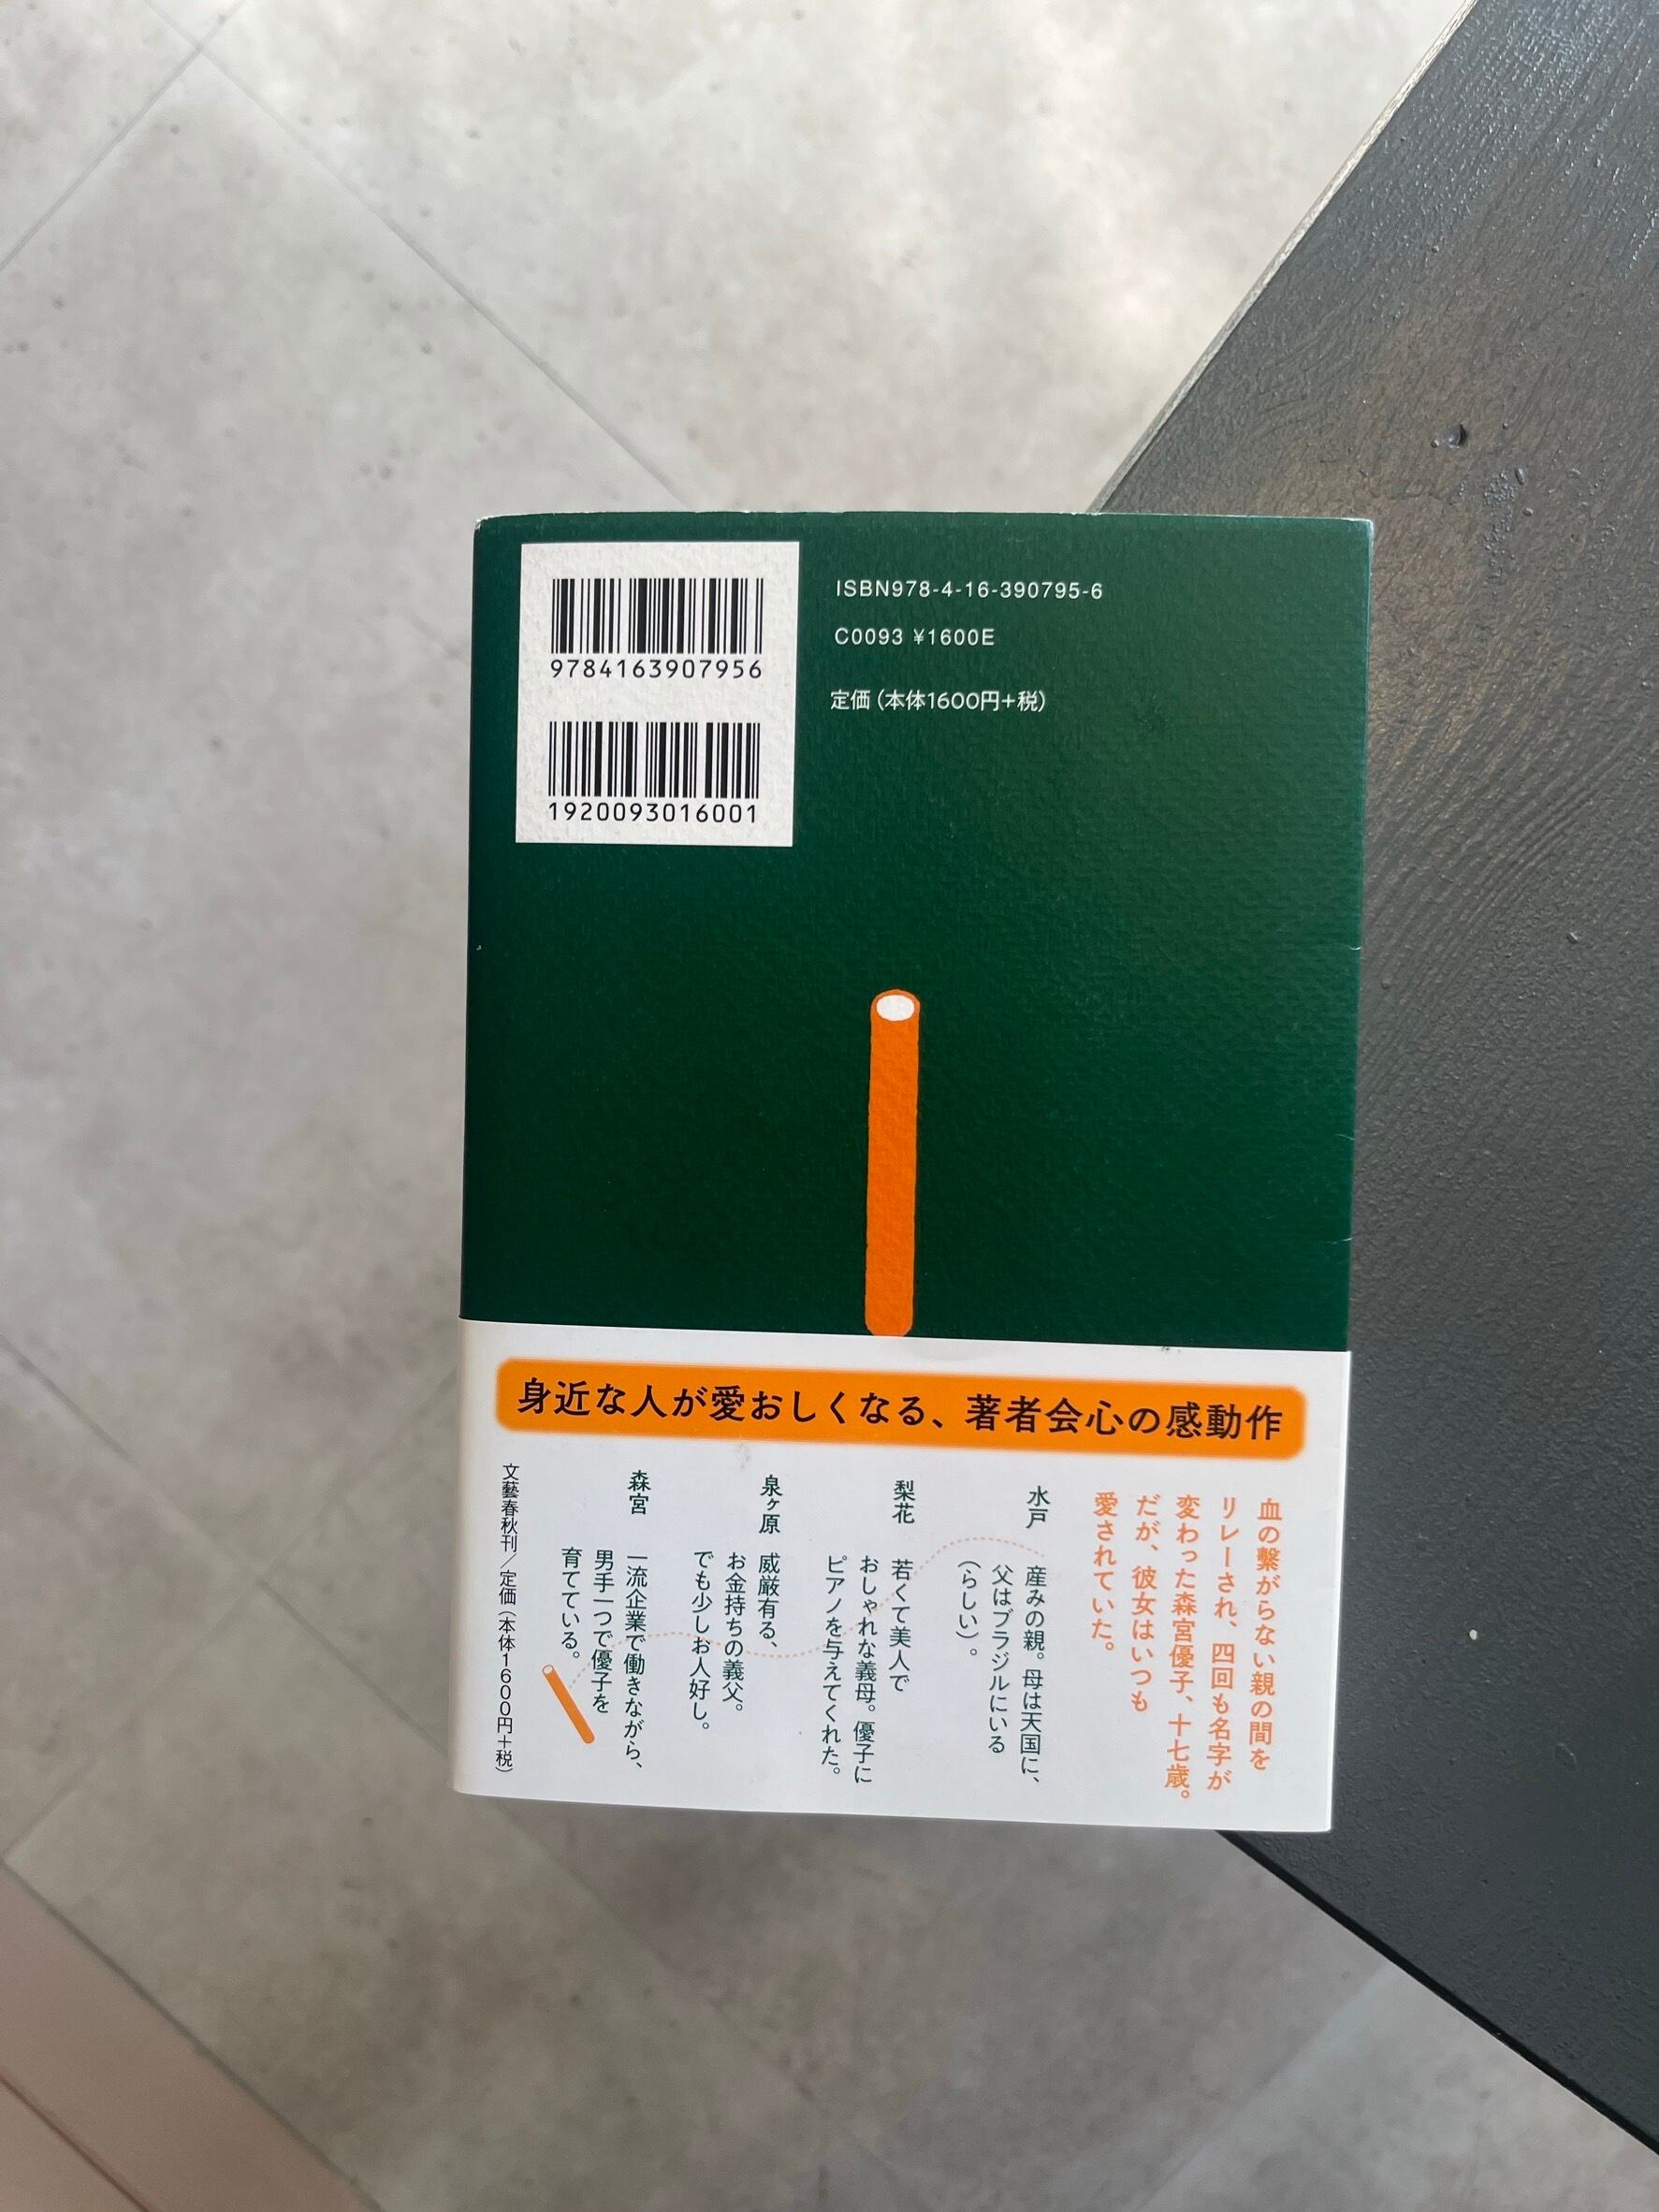 9784163907956
1920093016001
ISBN978-4-16-390795-6
C0093 ¥1600E
定価（本体1600円+税）
身近な人が愛おしくなる、著者会心の感動作
血の繋がらない親の間を
リレーされ、四回も名字が
変わった森宮優子、十七歳。
だが、彼女はいつも
愛されていた。
水戸
産みの親。母は天国に、
父はブラジルにいる
（らしい）。
梨花
若くて美人で
おしゃれな義母。優子に
ピアノを与えてくれた。
泉ヶ原
威厳有る、
お金持ちの義父。
でも少しお人好し。
森宮
一流企業で働きながら、
男手一つで優子を
育てている。
文藝春秋刊／定価（本体1600円+税）